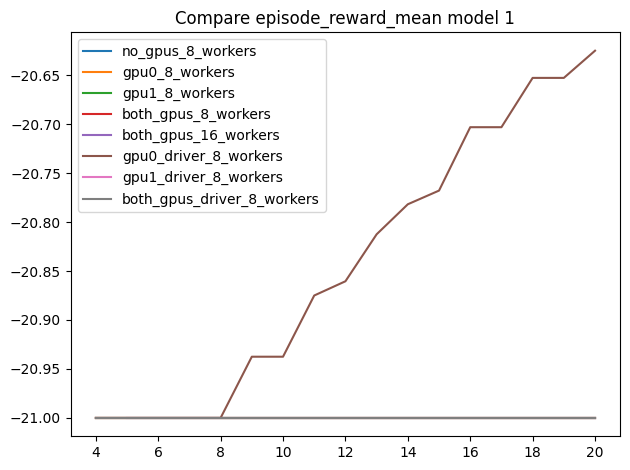 Compare episode_reward_mean model 1
no_gpus_8_workers
gpu0_8_workers
gpu1_8_workers
both_gpus_8_workers
both_gpus_16_workers
gpu0_driver_8_workers
gpu1_driver_8_workers
both_gpus_driver_8_workers
−20.65
−20.70
−20.75
−20.80
−20.85
−20.90
−20.95
−21.00
4 6 8 10 12 14 16 18 20